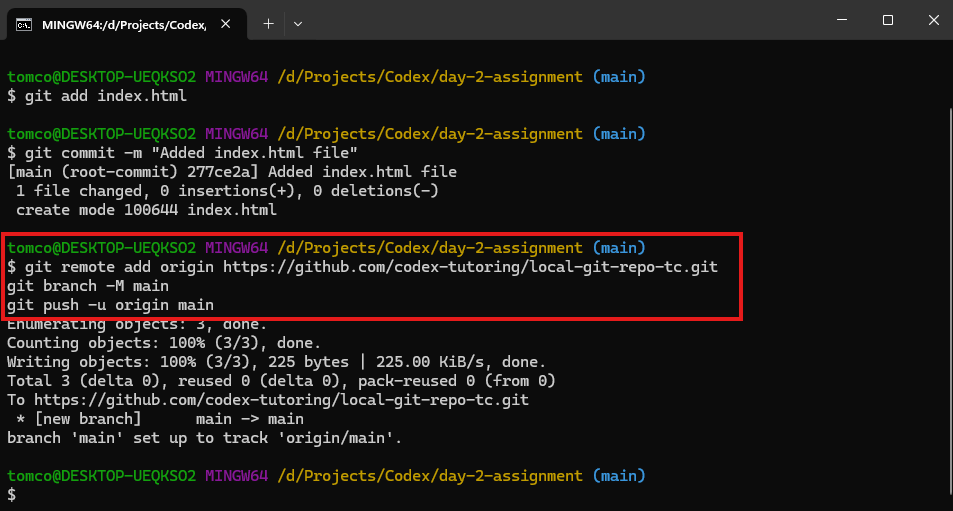 MINGW64:/d/Projects/Codex/
tomco@DESKTOP-UEQKSO2 MINGW64 /d/Projects/Codex/day-2-assignment (main)
$ git add index.html
tomco@DESKTOP-UEQKSO2 MINGW64 /d/Projects/Codex/day-2-assignment (main)
$ git commit -m "Added index.html file"
[main (root-commit) 277ce2a] Added index.html file
 1 file changed, 0 insertions(+), 0 deletions(-)
 create mode 100644 index.html
tomco@DESKTOP-UEQKSO2 MINGW64 /d/Projects/Codex/day-2-assignment (main)
$ git remote add origin https://github.com/codex-tutoring/local-git-repo-tc.git
git branch -M main
git push -u origin main
Enumerating objects: 3, done.
Counting objects: 100% (3/3), done.
Writing objects: 100% (3/3), 225 bytes | 225.00 KiB/s, done.
Total 3 (delta 0), reused 0 (delta 0), pack-reused 0 (from 0)
To https://github.com/codex-tutoring/local-git-repo-tc.git
 * [new branch]      main -> main
branch 'main' set up to track 'origin/main'.
tomco@DESKTOP-UEQKSO2 MINGW64 /d/Projects/Codex/day-2-assignment (main)
$